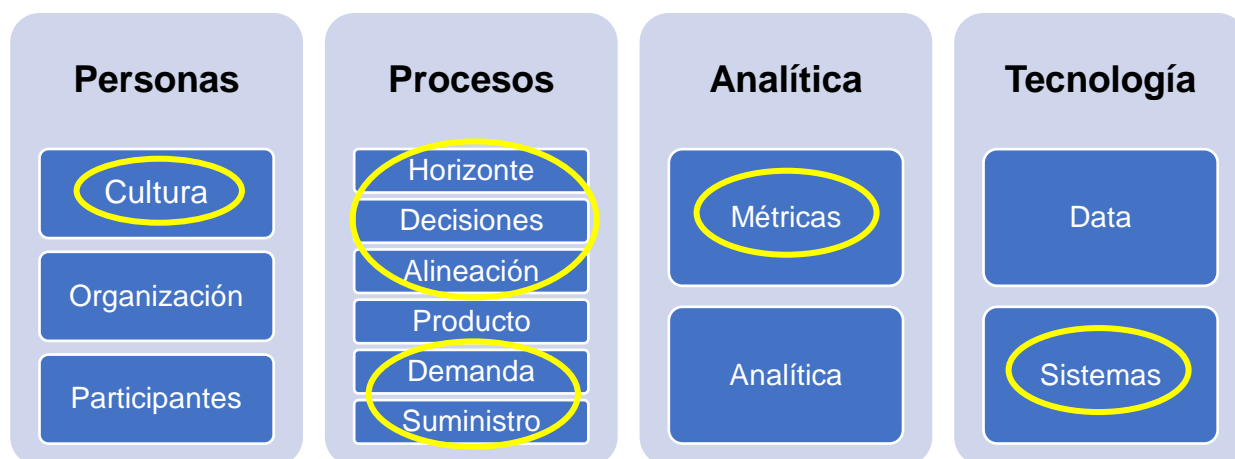 Personas
Cultura
Organización
Participantes
Procesos
Horizonte
Decisiones
Alineación
Producto
Demanda
Suministro
Analítica
Métricas
Analítica
Tecnología
Data
Sistemas